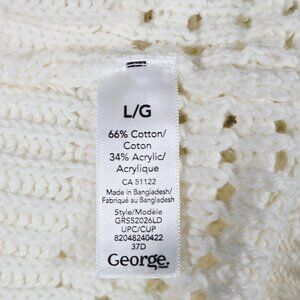 L/G
66% Cotton/
Coton
34% Acrylic/
Acrylique
CA 51122
Made in Bangladesh/
Fabriqué au Bangladesh
Style/Modèle
GRS52026LD
UPC/CUP
82048240422
37D
George.